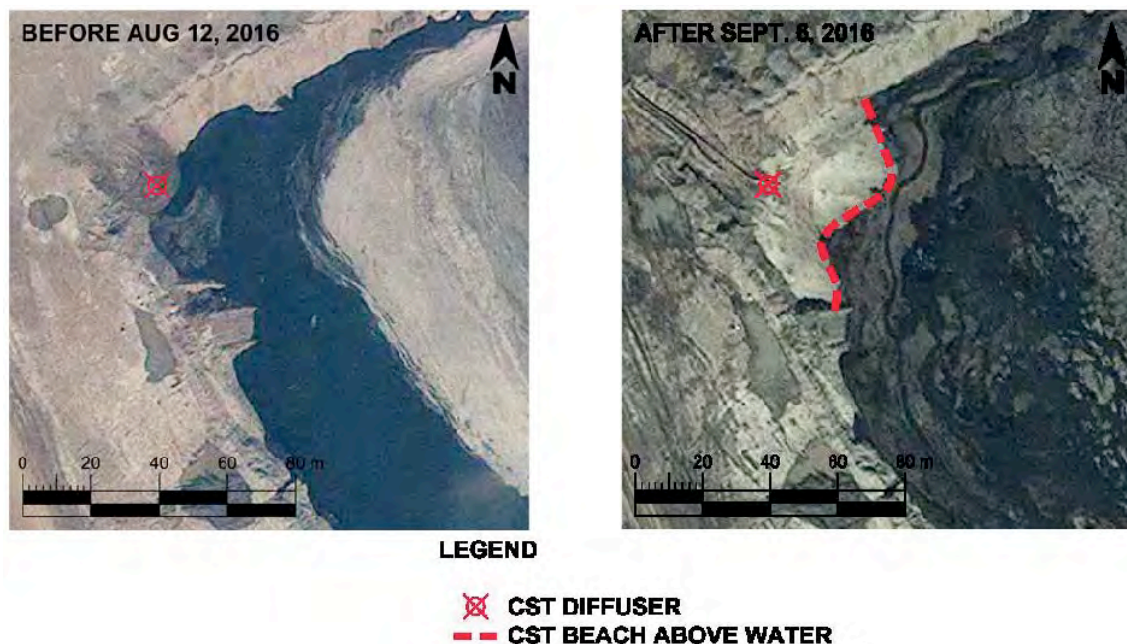 BEFORE AUG 12, 2016
N
0 20 40 60 80 m
AFTER SEPT. 6, 2016
N
0 20 40 60 80 m
LEGEND
CST DIFFUSER
CST BEACH ABOVE WATER